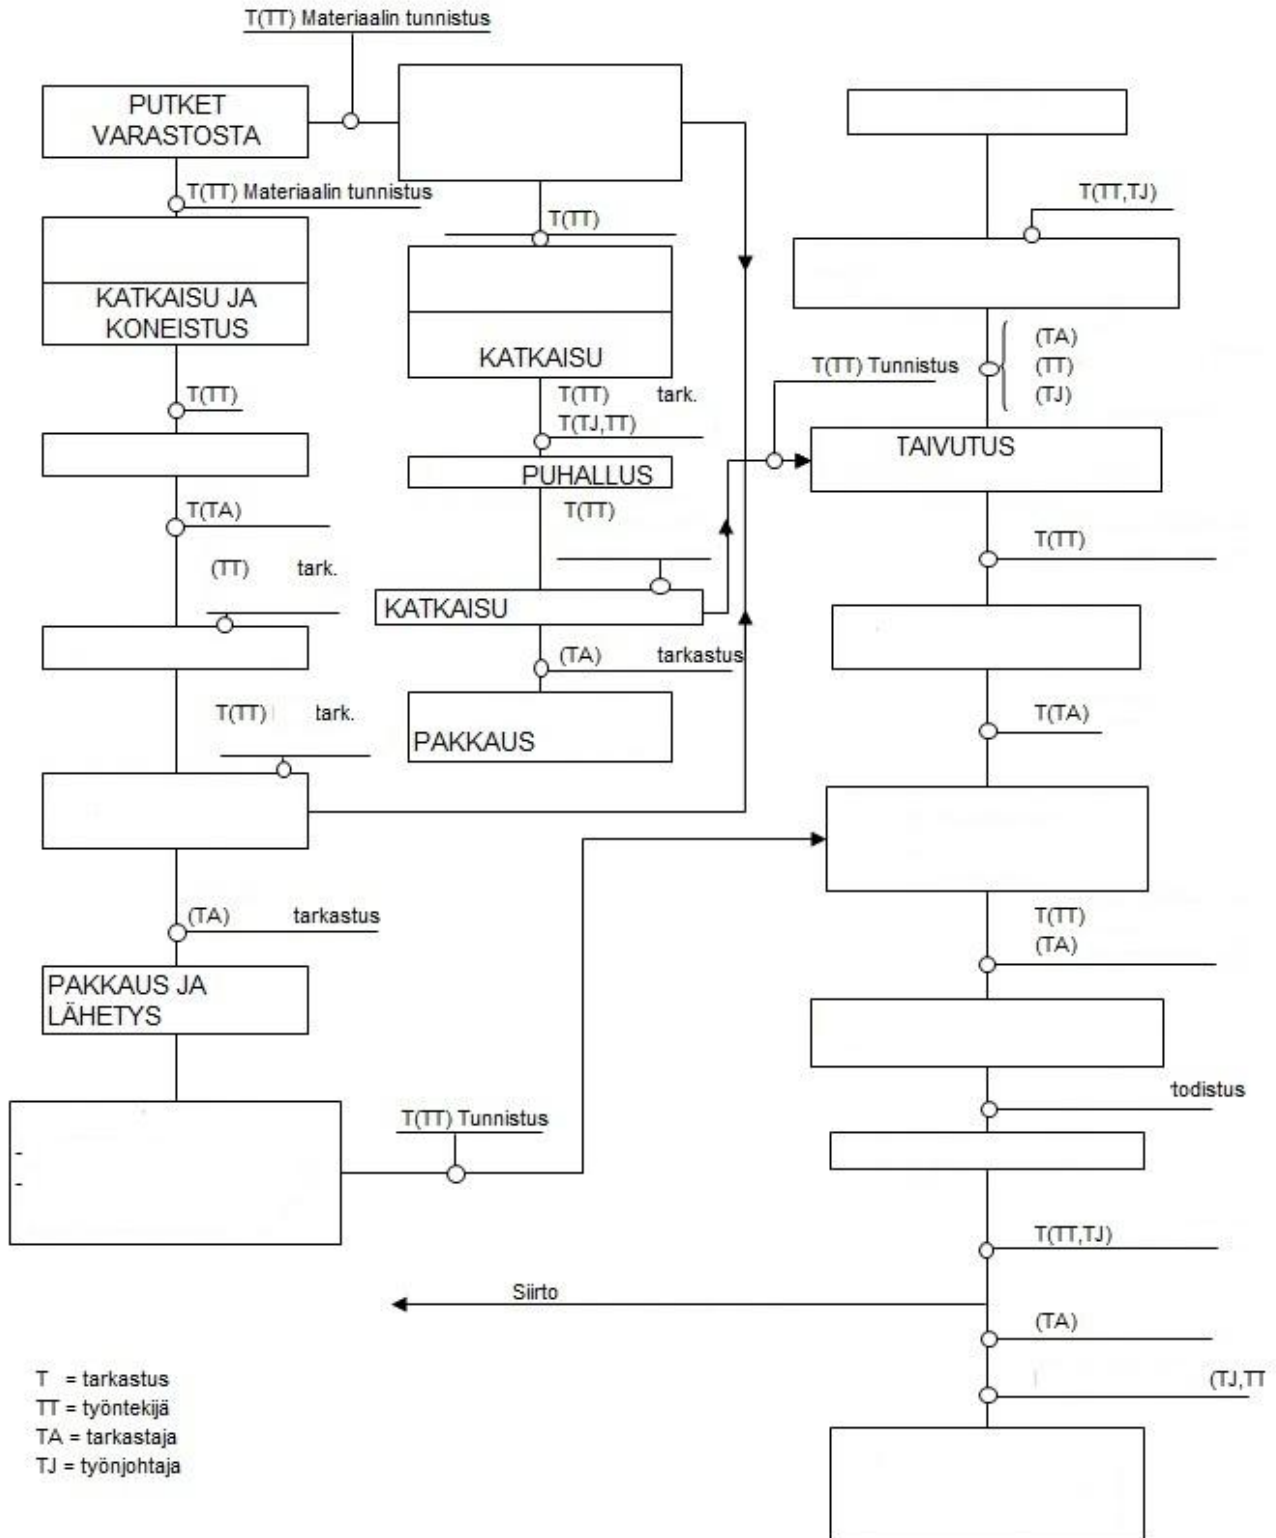 T(TT) Materiaalin tunnistus
PUTKET
VARASTOSTA
T(TT) Materiaalin tunnistus
KATKAISU JA
KONEISTUS
T(TT)
T(TA)
(TT) tark.
T(TT) tark.
(TA) tarkastus
PAKKAUS JA
LÄHETYS
-
-
T(TT) Tunnistus
T(TT)
KATKAISU
T(TT) tark.
T(TJ,TT)
PUHALLUS
T(TT)
KATKAISU
(TA) tarkastus
PAKKAUS
T(TT,TJ)
(TA)
(TT)
(TJ)
T(TT) Tunnistus
TAIVUTUS
T(TT)
T(TA)
T(TT)
(TA)
todistus
T(TT,TJ)
Siirto
(TA)
(TJ,TT
T = tarkastus
TT = työntekijä
TA = tarkastaja
TJ = työnjohtaja